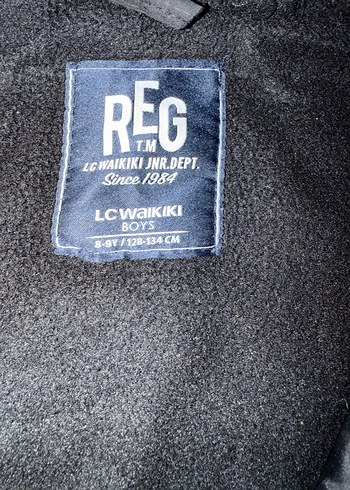 REG
T.M
LC WAIKIKI JNR.DEPT.
Since 1984
LC WAIKIKI
BOYS
8-9Y / 128-134 CM